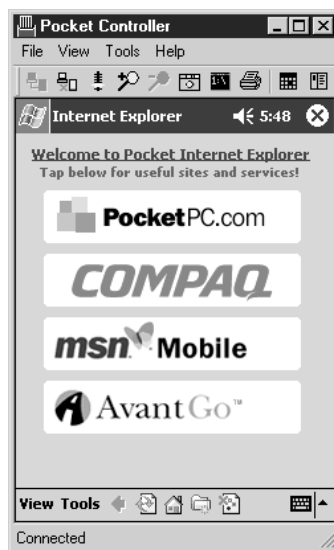 Pocket Controller
File View Tools Help
Internet Explorer 5:48
Welcome to Pocket Internet Explorer
Tap below for useful sites and services!
PocketPC.com
COMPAQ
msn Mobile
AvantGo™
View Tools
Connected